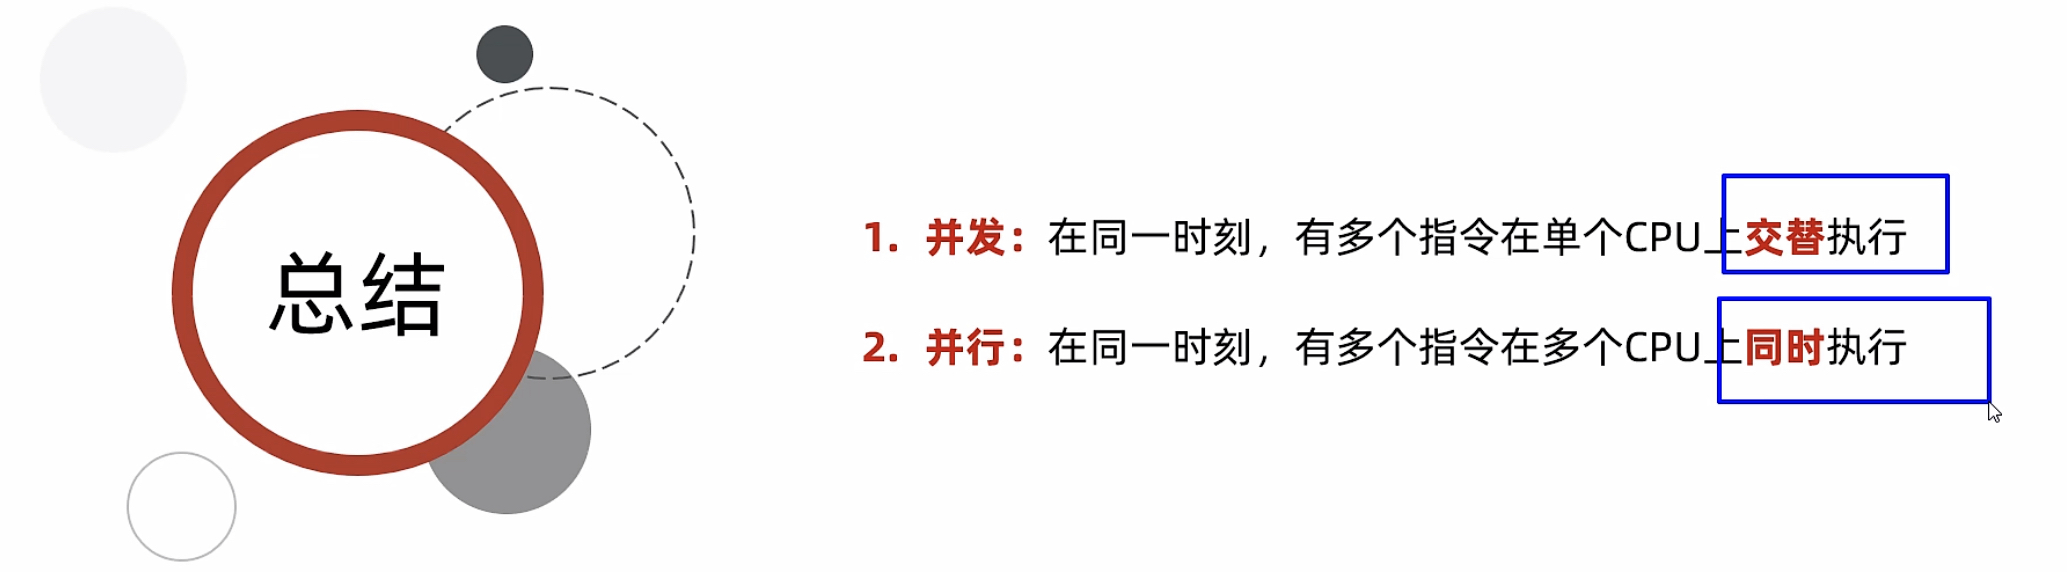 总结
1. 并发：在同一时刻，有多个指令在单个CPU上交替执行
2. 并行：在同一时刻，有多个指令在多个CPU上同时执行